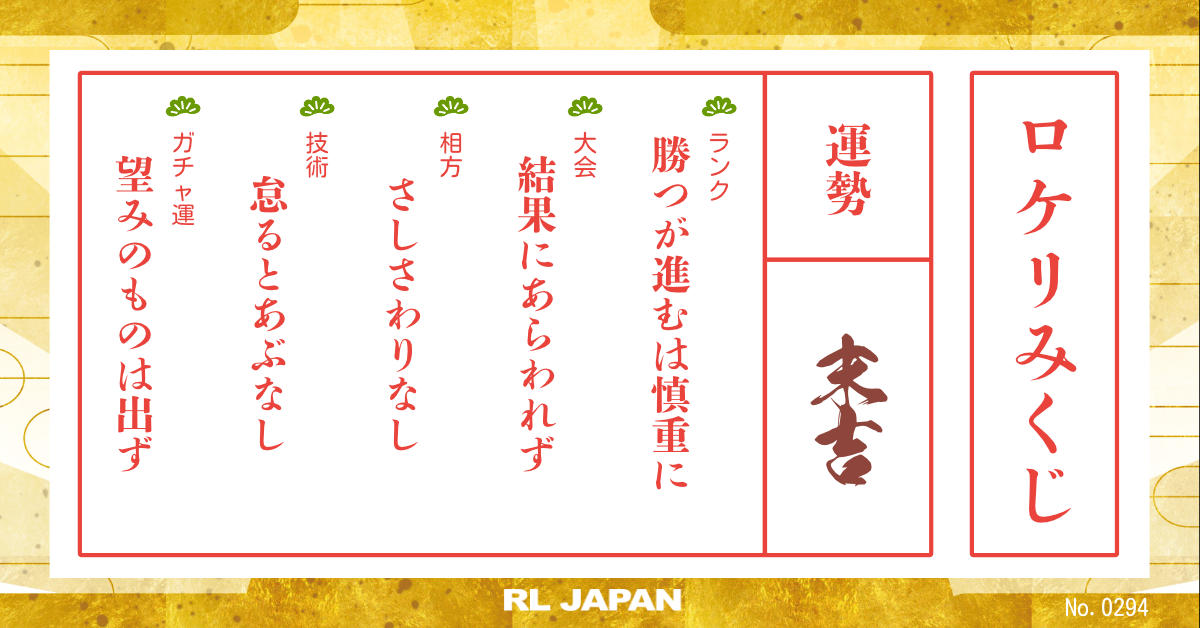 ロケリみくじ
運勢
末吉
ランク
勝つが進むは慎重に
大会
結果にあらわれず
相方
さしさわりなし
技術
怠るとあぶなし
ガチャ運
望みのものは出ず
RL JAPAN
No. 0294